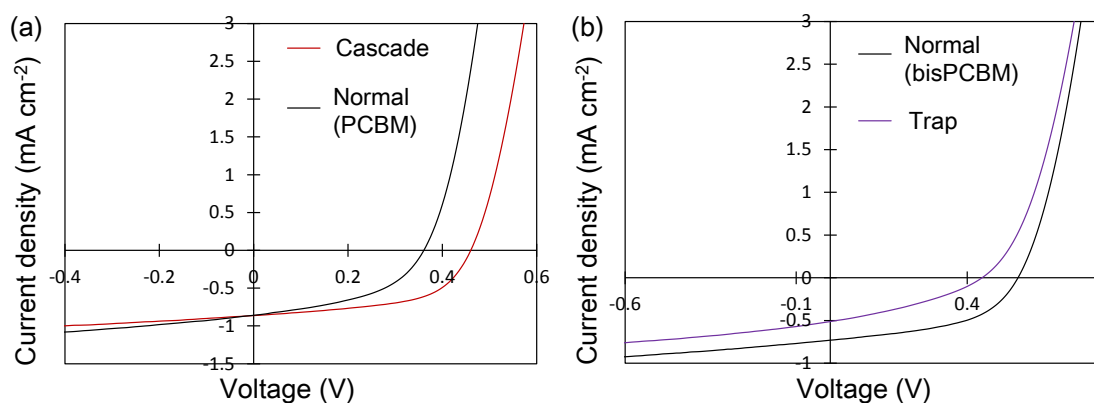 (a)
Current density (mA cm-2)
3
2.5
2
1.5
1
0.5
0
-0.5
-1
-1.5
-0.4
-0.2
0
0.2
0.4
0.6
Cascade
Normal
(PCBM)
Voltage (V)
(b)
Current density (mA cm-2)
3
2.5
2
1.5
1
0.5
0
-0.5
-1
-0.6
-0.1
0.4
Normal
(bisPCBM)
Trap
Voltage (V)